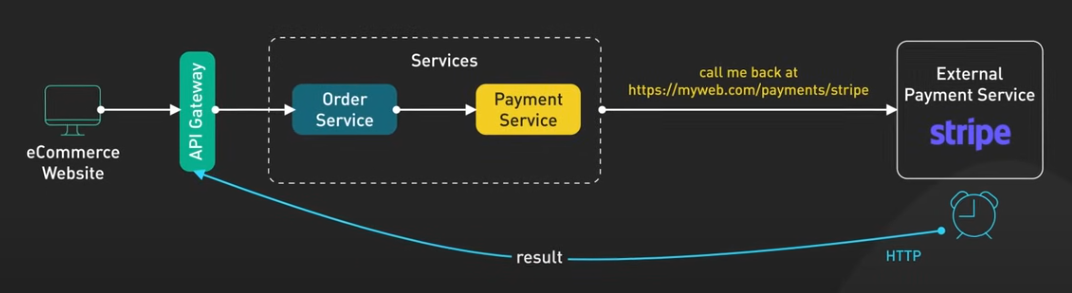 eCommerce
Website
API Gateway
Services
Order
Service
Payment
Service
call me back at
https://myweb.com/payments/stripe
External
Payment Service
stripe
HTTP
result